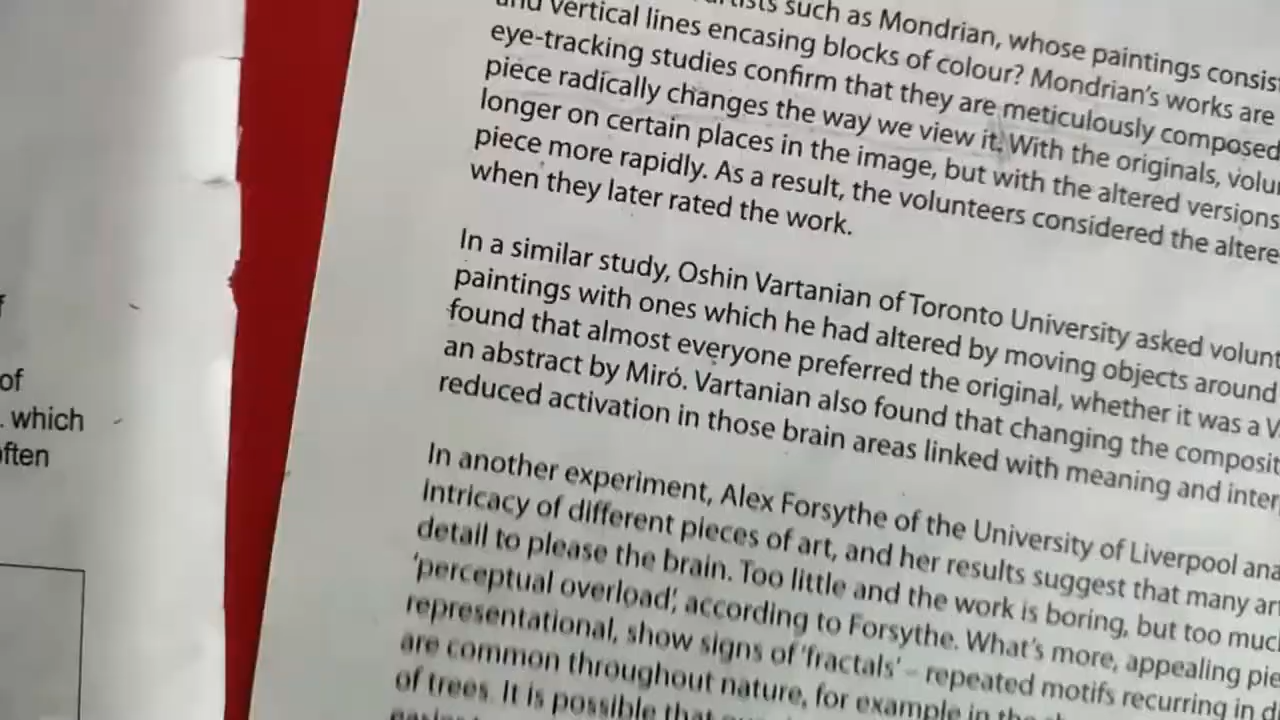 of
. which
often
such as Mondrian, whose paintings consist
and vertical lines encasing blocks of colour? Mondrian's works are
eye-tracking studies confirm that they are meticulously composed
piece radically changes the way we view it. With the originals, volu
longer on certain places in the image, but with the altered versions
piece more rapidly. As a result, the volunteers considered the altere
when they later rated the work.
In a similar study, Oshin Vartanian of Toronto University asked volunt
paintings with ones which he had altered by moving objects around
found that almost everyone preferred the original, whether it was a V
an abstract by Miró. Vartanian also found that changing the composit
reduced activation in those brain areas linked with meaning and inter
In another experiment, Alex Forsythe of the University of Liverpool ana
intricacy of different pieces of art, and her results suggest that many ar
detail to please the brain. Too little and the work is boring, but too muc
'perceptual overload', according to Forsythe. What's more, appealing pie
representational, show signs of 'fractals' – repeated motifs recurring in d
are common throughout nature, for example in the
of trees. It is possible that